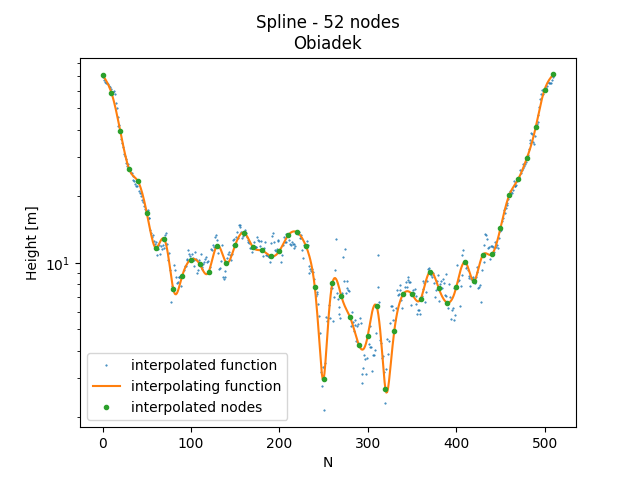 Spline - 52 nodes
Obiadek
Height [m]
10¹
interpolated function
interpolating function
interpolated nodes
0 100 200 300 400 500
N